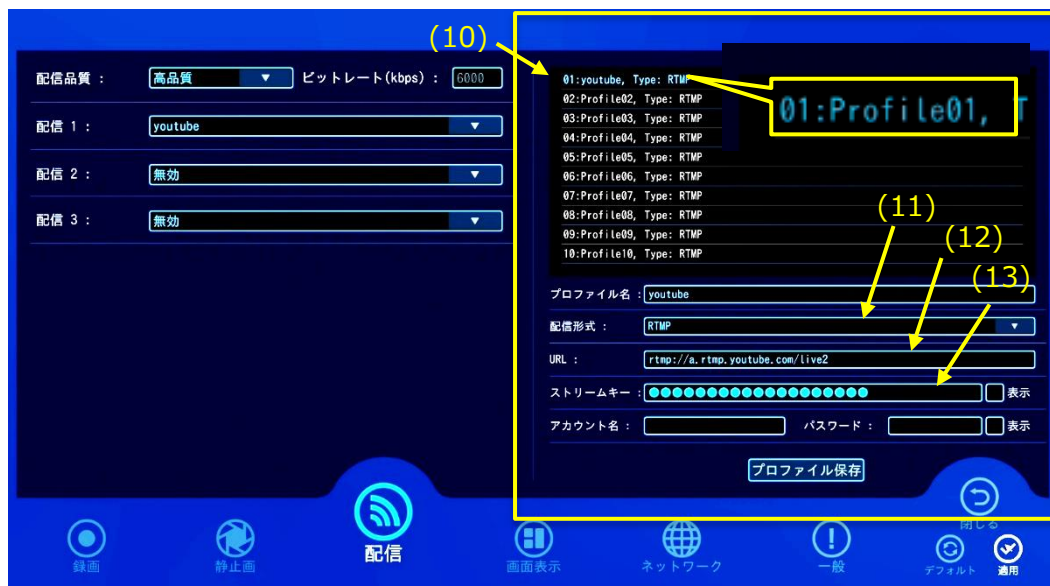 (10)
配信品質 :
高品質
ビットレート(kbps) :
6000
配信 1 :
youtube
配信 2 :
無効
配信 3 :
無効
01:youtube, Type: RTMP
01:Profile01, T
02:Profile02, Type: RTMP
03:Profile03, Type: RTMP
04:Profile04, Type: RTMP
05:Profile05, Type: RTMP
06:Profile06, Type: RTMP
07:Profile07, Type: RTMP
08:Profile08, Type: RTMP
09:Profile09, Type: RTMP
10:Profile10, Type: RTMP
(11)
(12)
(13)
プロファイル名 : youtube
配信形式 : RTMP
URL : rtmp://a.rtmp.youtube.com/live2
ストリームキー : ●●●●●●●●●●●●●●●●●●● 表示
アカウント名 : パスワード : 表示
プロファイル保存
閉じる
録画
静止画
配信
画面表示
ネットワーク
一般
デフォルト
適用